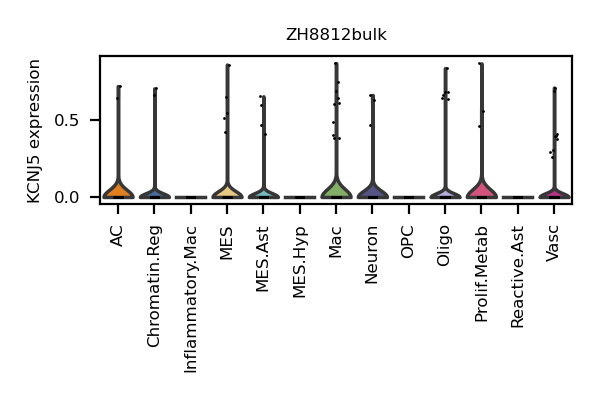 ZH8812bulk
KCNJ5 expression
0.5
0.0
AC
Chromatin.Reg
Inflammatory.Mac
MES
MES.Ast
MES.Hyp
Mac
Neuron
OPC
Oligo
Prolif.Metab
Reactive.Ast
Vasc